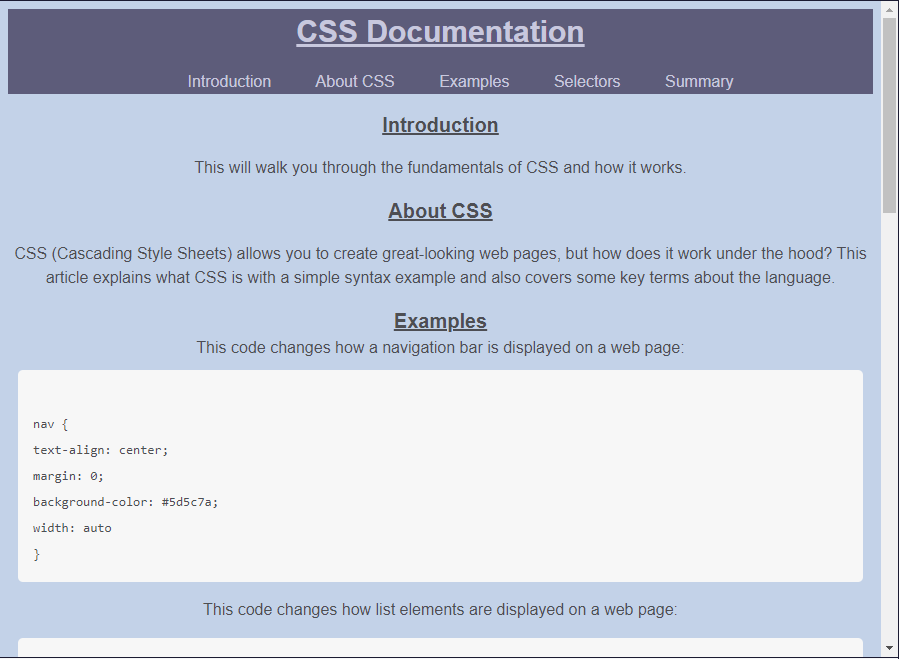 CSS Documentation
Introduction About CSS Examples Selectors Summary
Introduction
This will walk you through the fundamentals of CSS and how it works.
About CSS
CSS (Cascading Style Sheets) allows you to create great-looking web pages, but how does it work under the hood? This
article explains what CSS is with a simple syntax example and also covers some key terms about the language.
Examples
This code changes how a navigation bar is displayed on a web page:
nav {
text-align: center;
margin: 0;
background-color: #5d5c7a;
width: auto
}
This code changes how list elements are displayed on a web page: